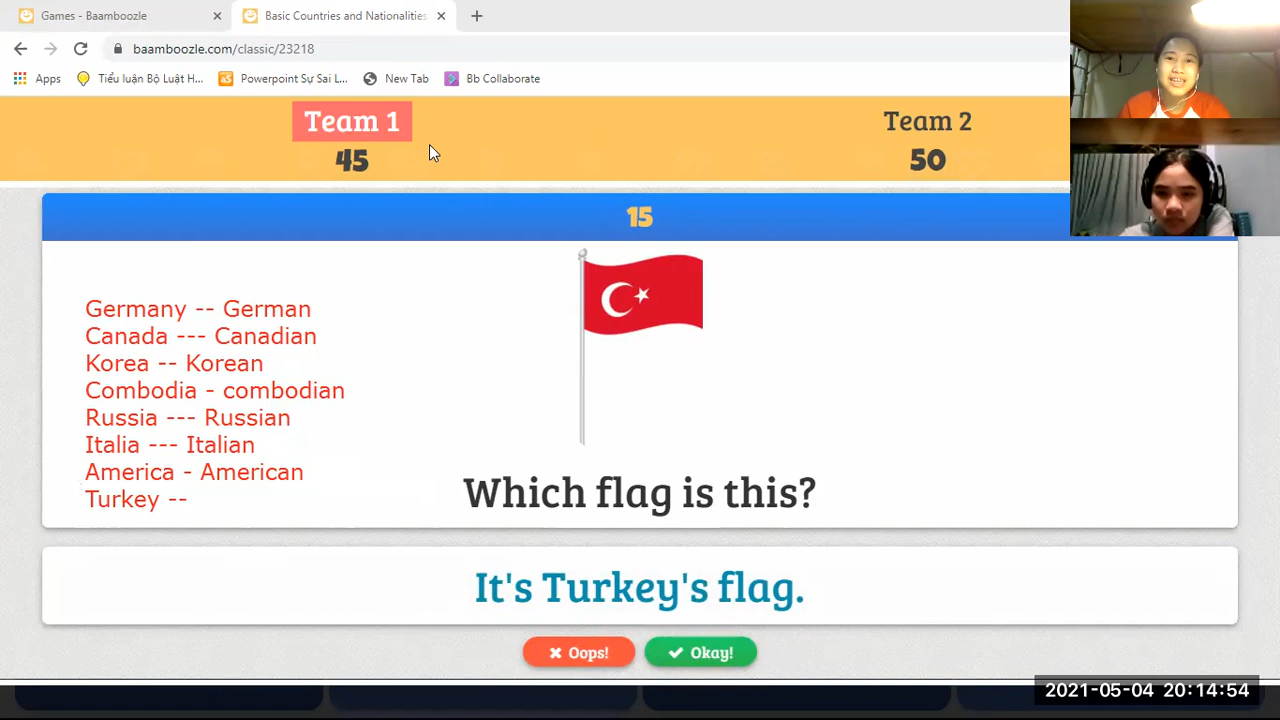 Games - Baamboozle
Basic Countries and Nationalities
baamboozle.com/classic/23218
Apps
Tiểu luận Bộ Luật H...
Powerpoint Sự Sai L...
New Tab
Bb Collaborate
Team 1
45
Team 2
50
15
Germany -- German
Canada --- Canadian
Korea -- Korean
Combodia - combodian
Russia --- Russian
Italia --- Italian
America - American
Turkey --
Which flag is this?
It's Turkey's flag.
Oops!
Okay!
2021-05-04 20:14:54